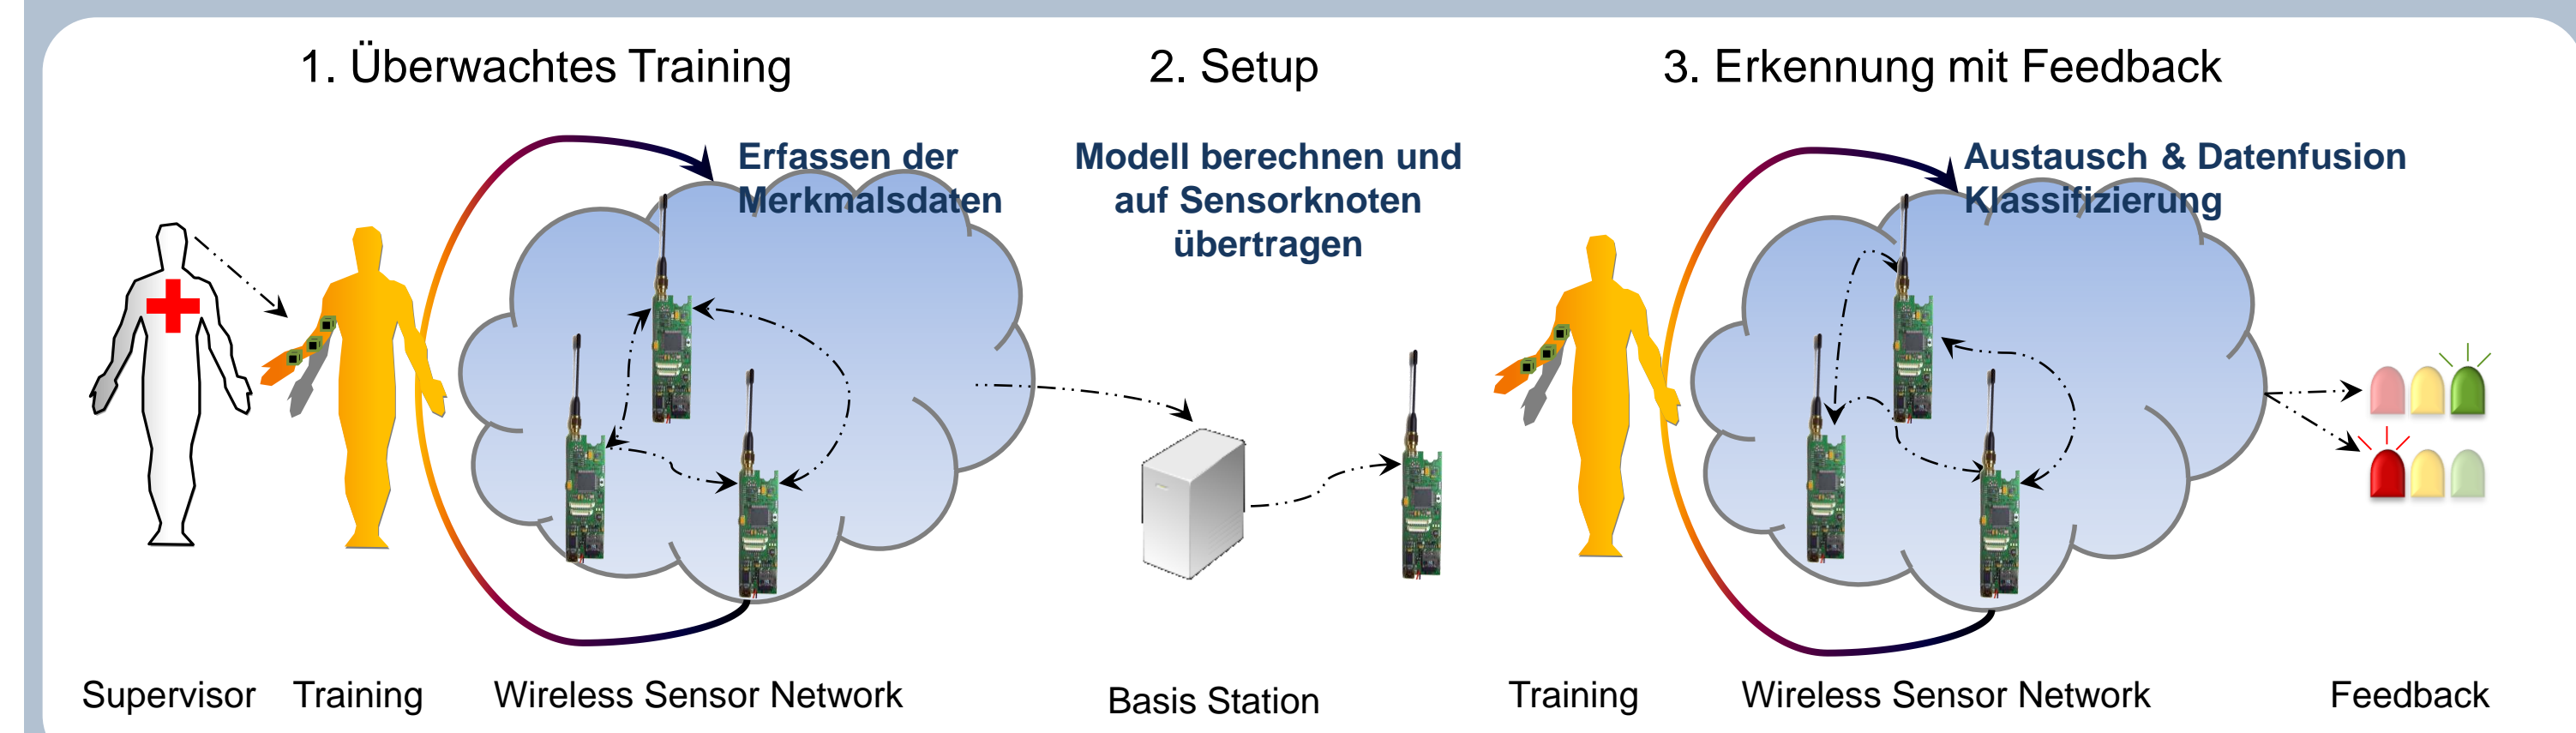 1. Überwachtes Training
2. Setup
3. Erkennung mit Feedback
Erfassen der
Merkmalsdaten
Modell berechnen und
auf Sensorknoten
übertragen
Austausch & Datenfusion
Klassifizierung
Supervisor
Training
Wireless Sensor Network
Basis Station
Training
Wireless Sensor Network
Feedback